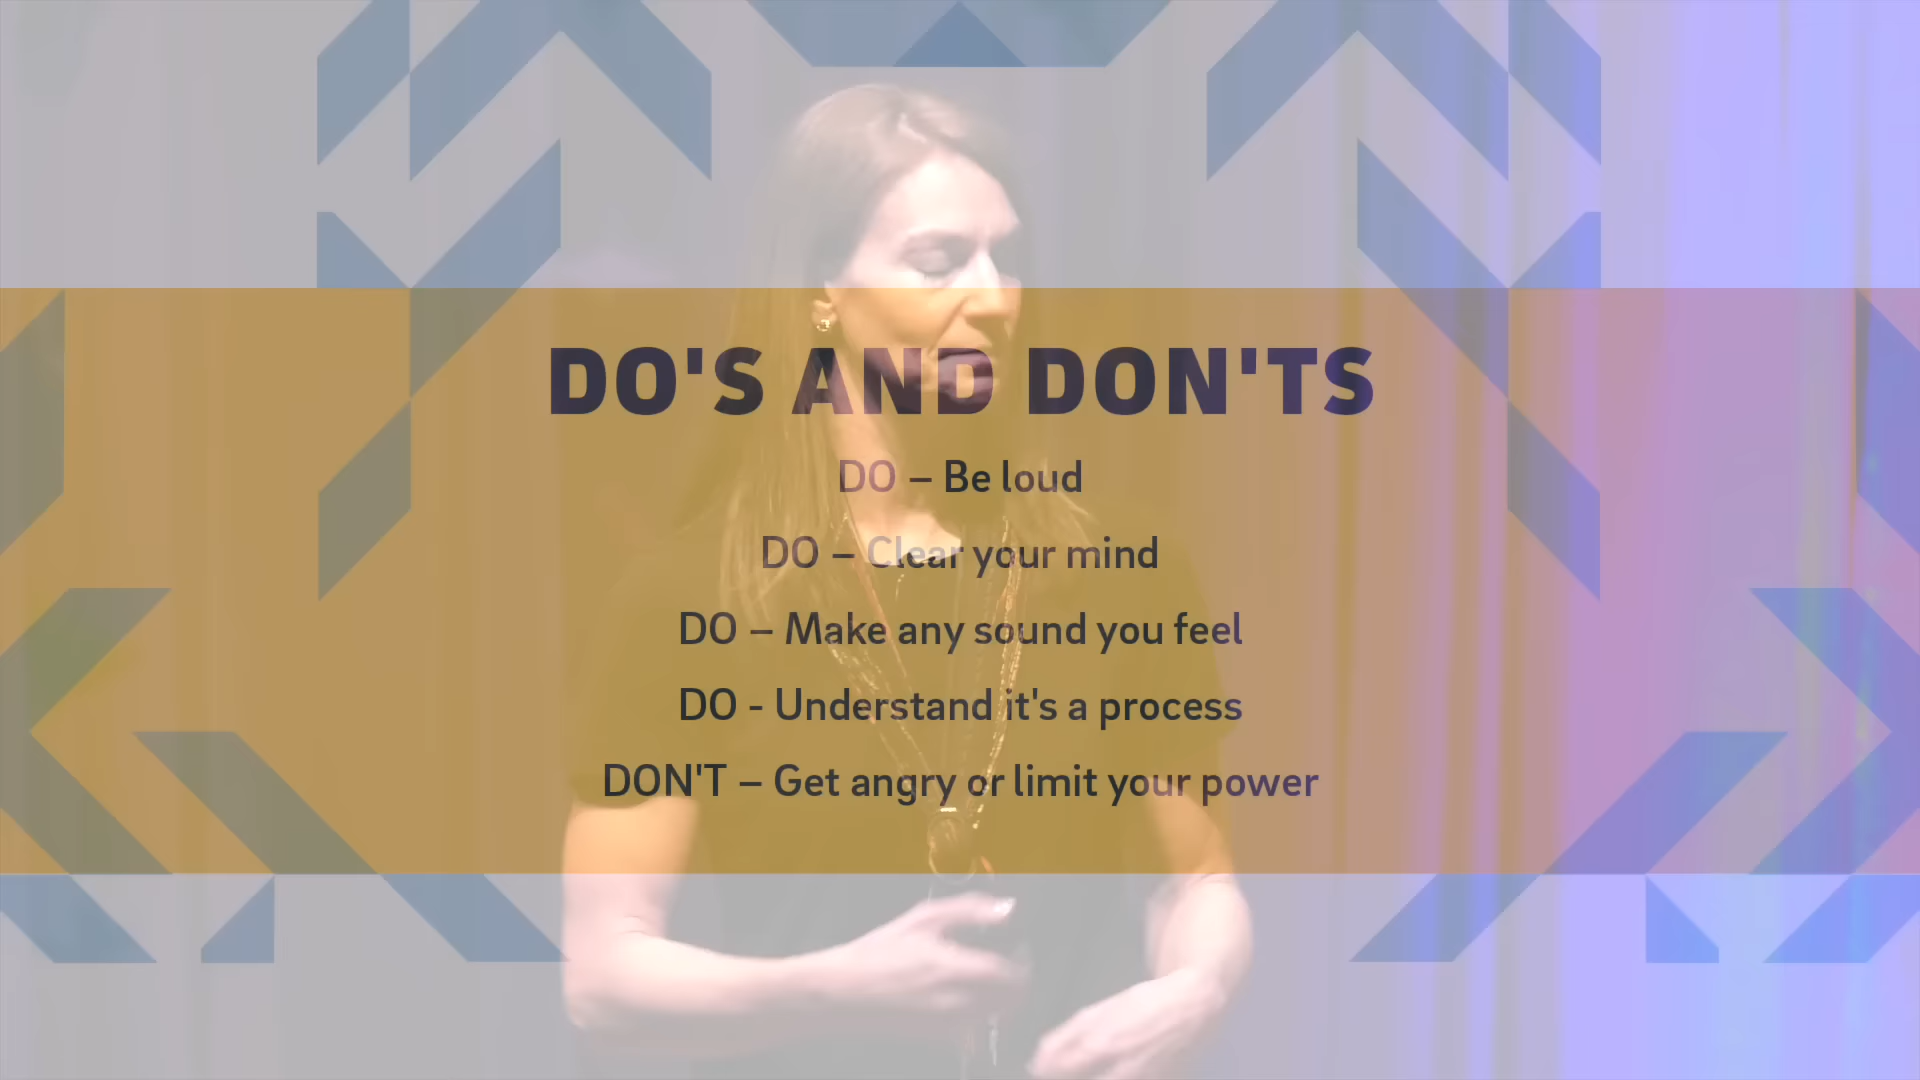 DO'S AND DON'TS
DO – Be loud
DO – Clear your mind
DO – Make any sound you feel
DO - Understand it's a process
DON'T – Get angry or limit your power